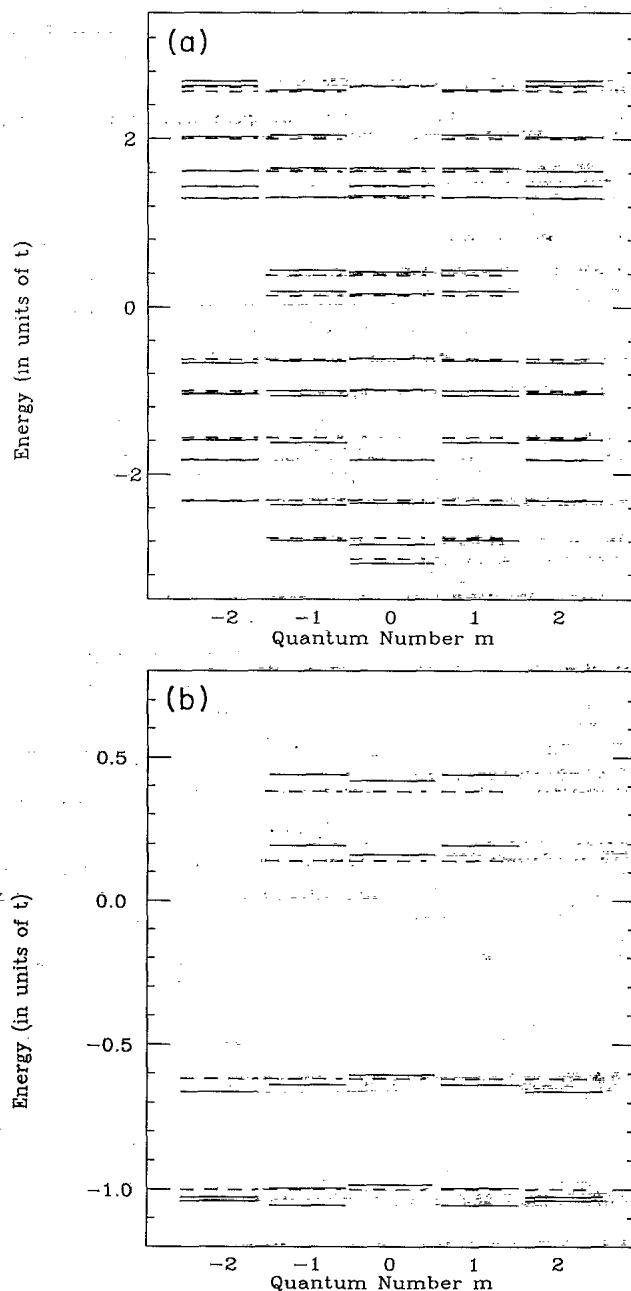 (a)
2
0
−2
Energy (in units of t)
-2 -1 0 1 2
Quantum Number m
(b)
0.5
0.0
−0.5
−1.0
Energy (in units of t)
-2 -1 0 1 2
Quantum Number m